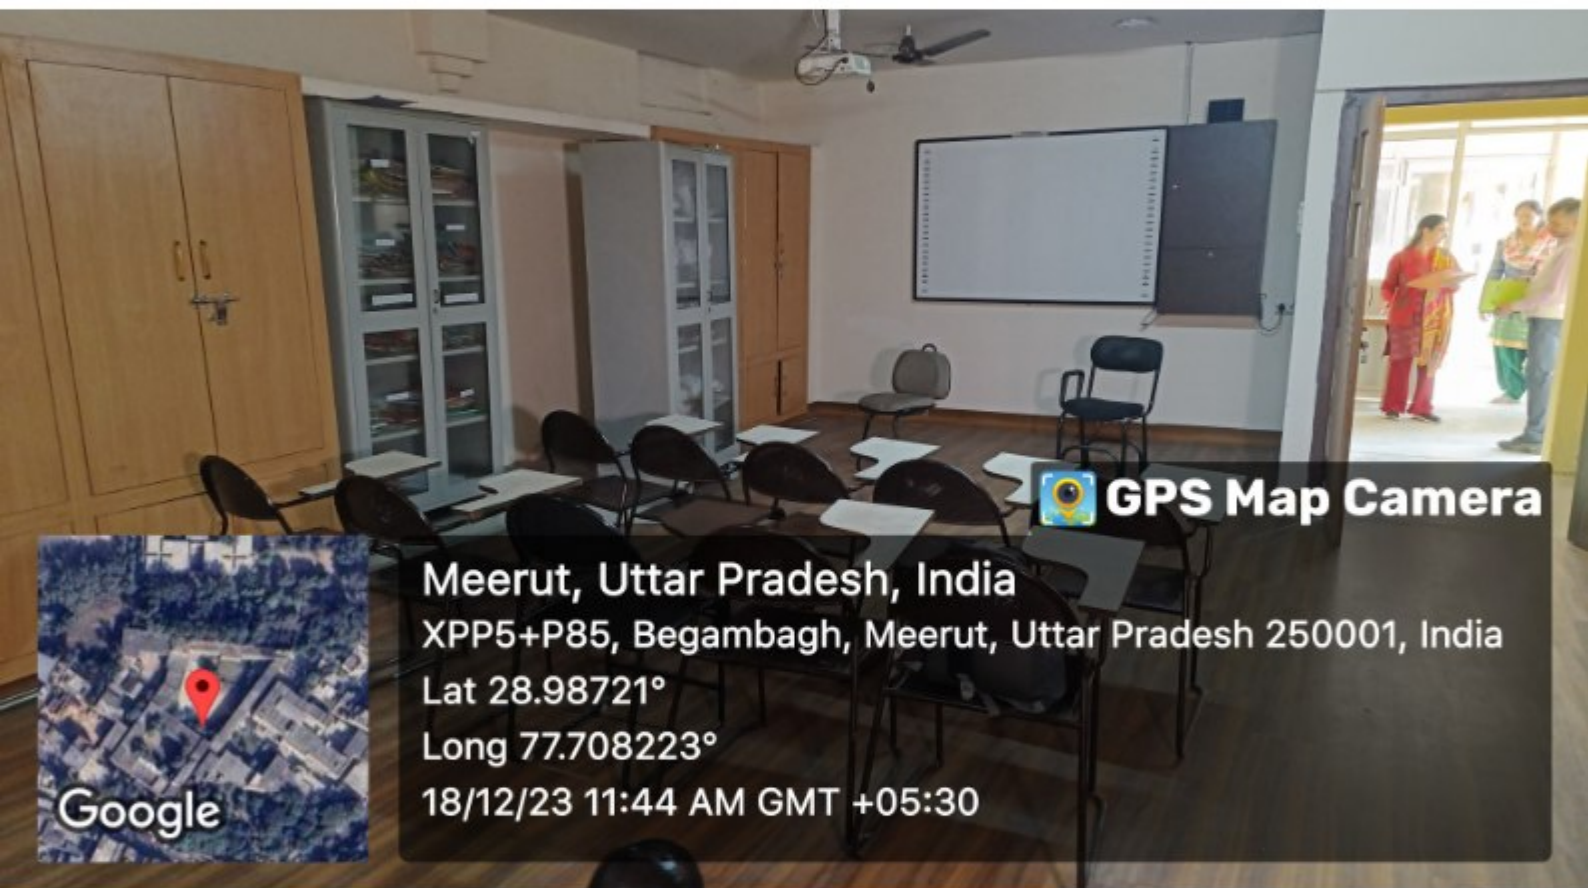 GPS Map Camera
Meerut, Uttar Pradesh, India
XPP5+P85, Begambagh, Meerut, Uttar Pradesh 250001, India
Lat 28.98721°
Long 77.708223°
18/12/23 11:44 AM GMT +05:30
Google